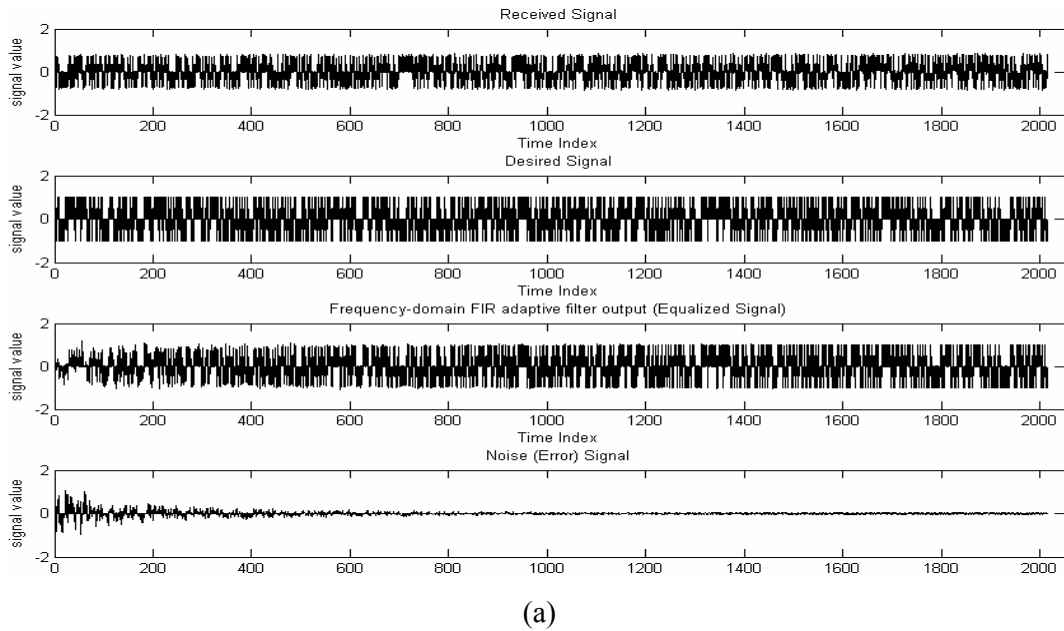 Received Signal
2
0
-2
signal value
0 200 400 600 800 1000 1200 1400 1600 1800 2000
Time Index
Desired Signal
2
0
-2
signal value
0 200 400 600 800 1000 1200 1400 1600 1800 2000
Time Index
Frequency-domain FIR adaptive filter output (Equalized Signal)
2
0
-2
signal value
0 200 400 600 800 1000 1200 1400 1600 1800 2000
Time Index
Noise (Error) Signal
2
0
-2
signal value
0 200 400 600 800 1000 1200 1400 1600 1800 2000
(a)